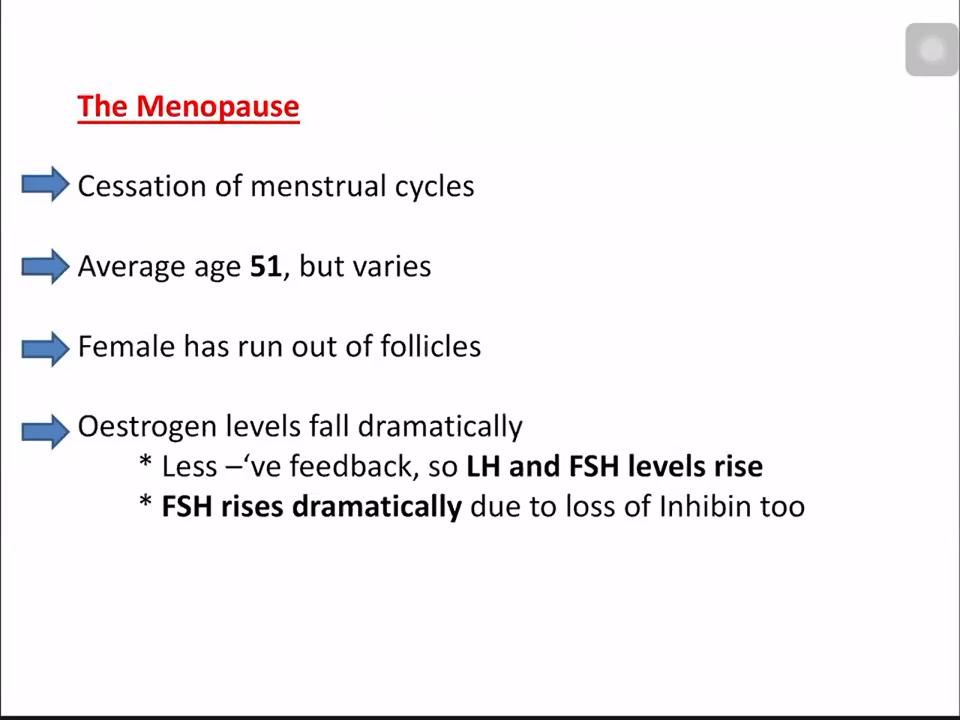 The Menopause
Cessation of menstrual cycles
Average age 51, but varies
Female has run out of follicles
Oestrogen levels fall dramatically
* Less –‘ve feedback, so LH and FSH levels rise
* FSH rises dramatically due to loss of Inhibin too